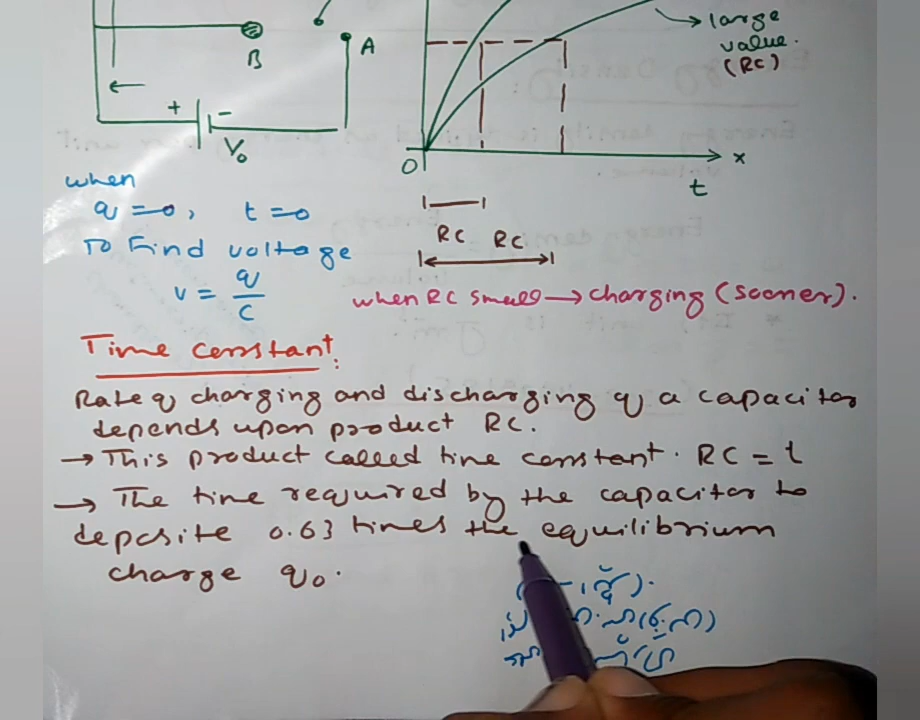 large
value.
(RC)
B
A
+ -
V₀
O
x
t
when
q = 0, t = 0
To Find voltage
v = q/C
RC RC
when RC small → charging (sooner).
Time constant:
Rate of charging and discharging of a capacitor
depends upon product RC.
→ This product called time constant. RC = t
→ The time required by the capacitor to
deposite 0.63 times the equilibrium
charge q₀.